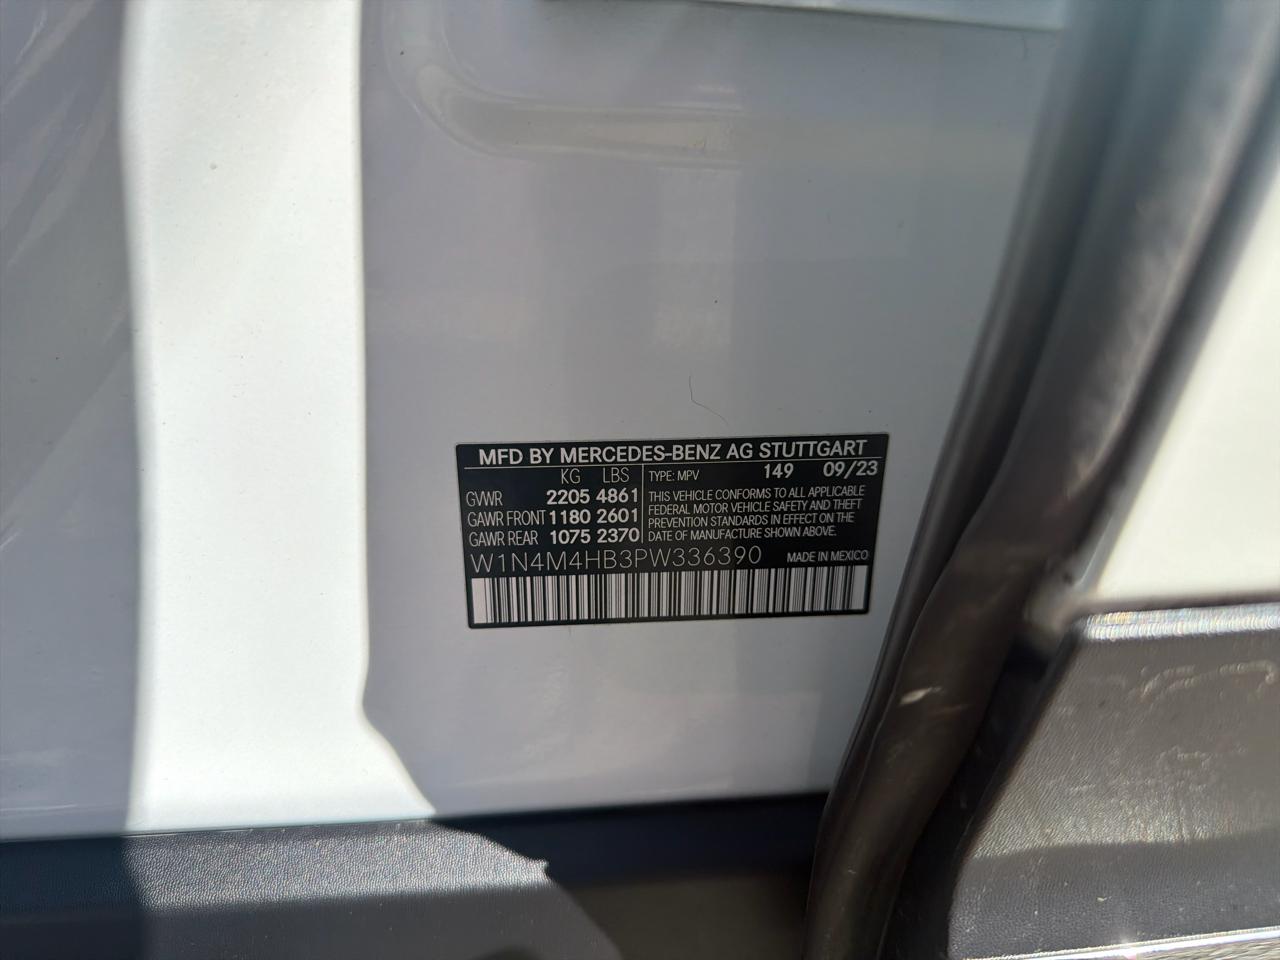 MFD BY MERCEDES-BENZ AG STUTTGART
KG LBS
GVWR 2205 4861
GAWR FRONT 1180 2601
GAWR REAR 1075 2370
TYPE: MPV 149 09/23
THIS VEHICLE CONFORMS TO ALL APPLICABLE
FEDERAL MOTOR VEHICLE SAFETY AND THEFT
PREVENTION STANDARDS IN EFFECT ON THE
DATE OF MANUFACTURE SHOWN ABOVE.
W1N4M4HB3PW336390 MADE IN MEXICO